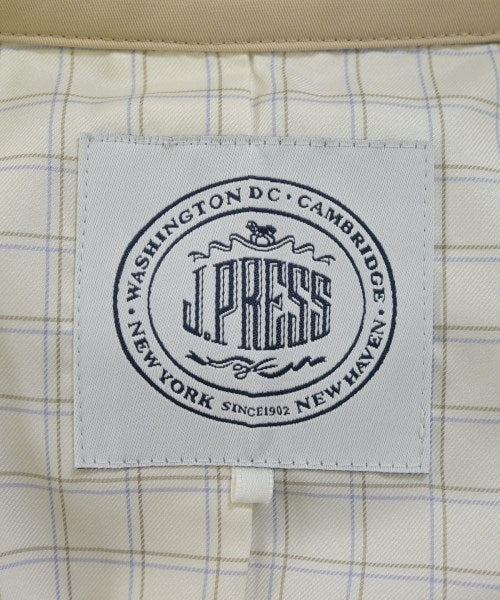 WASHINGTON DC · CAMBRIDGE ·
J.PRESS
· NEW YORK
SINCE1902
NEW HAVEN ·